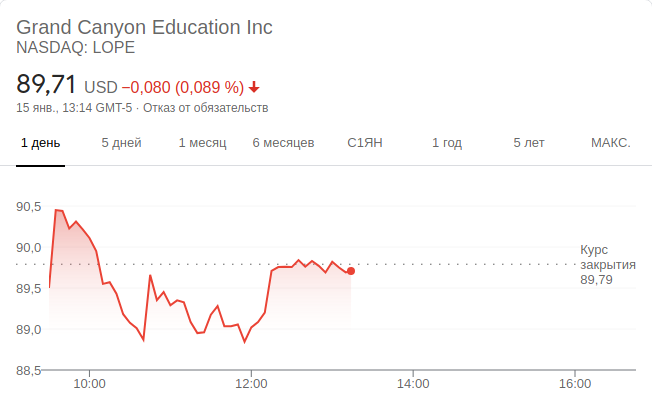 Grand Canyon Education Inc
NASDAQ: LOPE
89,71 USD −0,080 (0,089 %)
15 янв., 13:14 GMT-5 · Отказ от обязательств
1 день 5 дней 1 месяц 6 месяцев С1ЯН 1 год 5 лет МАКС.
90,5
90,0
Курс
закрытия
89,79
89,5
89,0
88,5
10:00 12:00 14:00 16:00